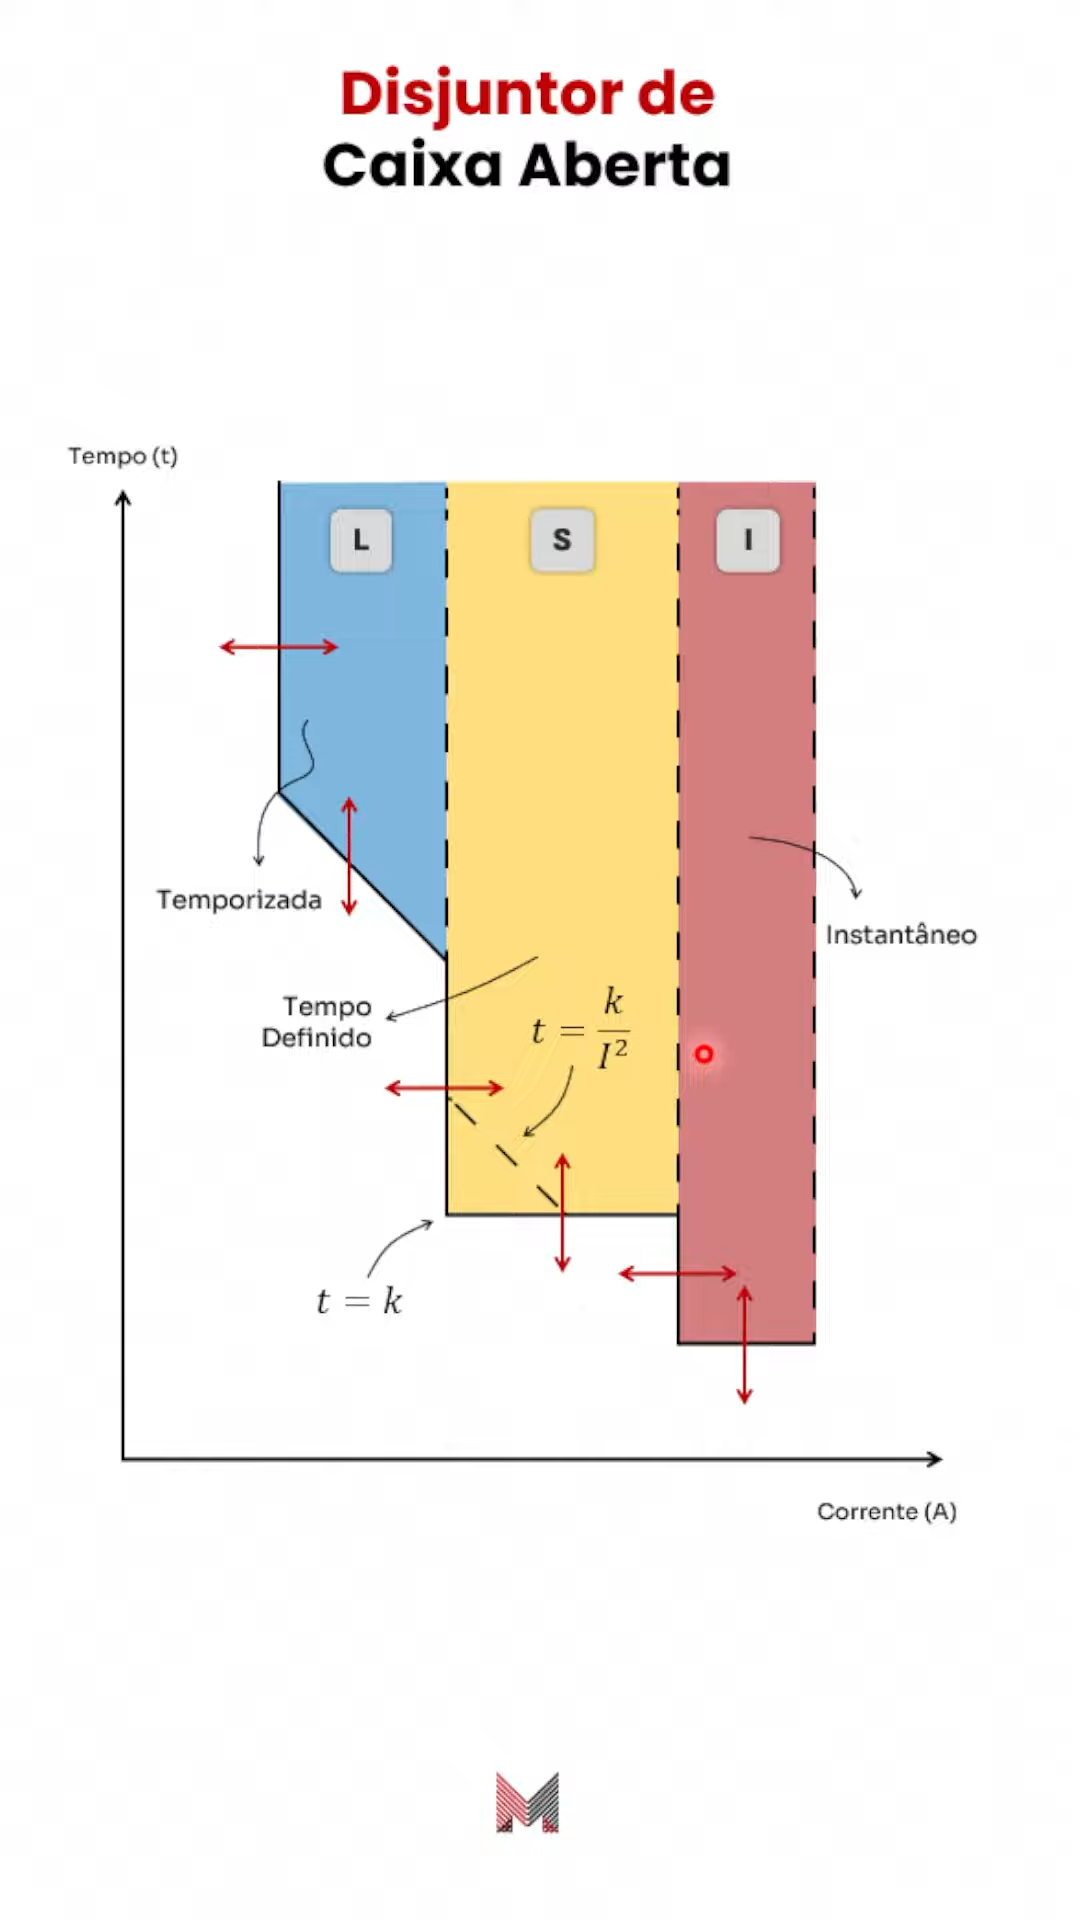 Disjuntor de
Caixa Aberta
Tempo (t)
L
S
I
Temporizada
Instantâneo
Tempo
Definido
t = k/I²
t = k
Corrente (A)
M